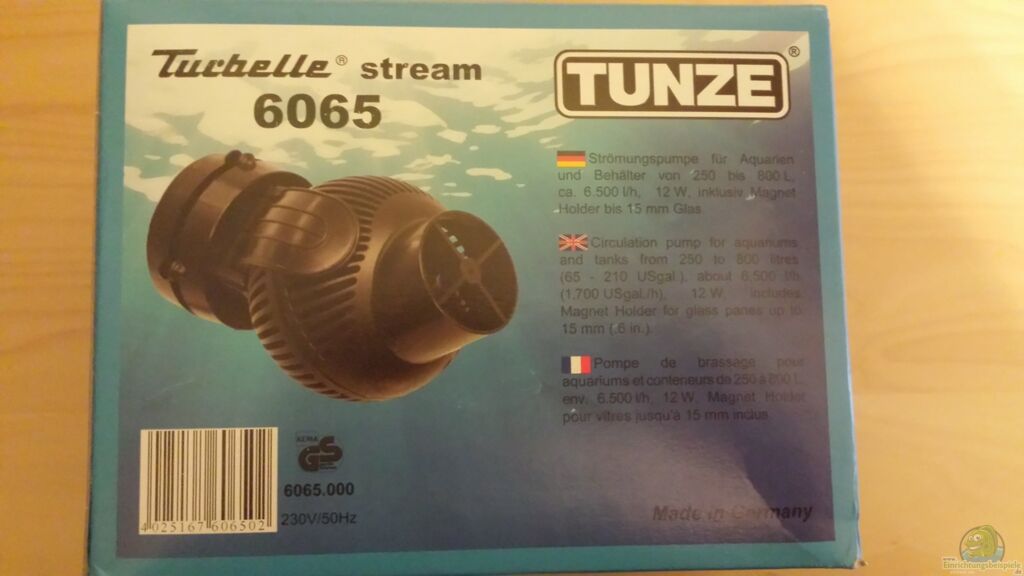 Turbelle® stream
6065
TUNZE®
Strömungspumpe für Aquarien
und Behälter von 250 bis 800 L,
ca. 6.500 l/h, 12 W, inklusiv Magnet
Holder bis 15 mm Glas
Circulation pump for aquariums
and tanks from 250 to 800 litres
(65 - 210 USgal.), about 6.500 l/h
(1,700 USgal./h), 12 W, includes
Magnet Holder for glass panes up to
15 mm (.6 in.)
Pompe de brassage pour
aquariums et conteneurs de 250 à 800 L,
env. 6.500 l/h, 12 W, Magnet Holder
pour vitres jusqu'à 15 mm inclus
KEMA
GS
6065.000
230V/50Hz
4 025167 606502
Made in Germany
Einrichtungsbeispiele